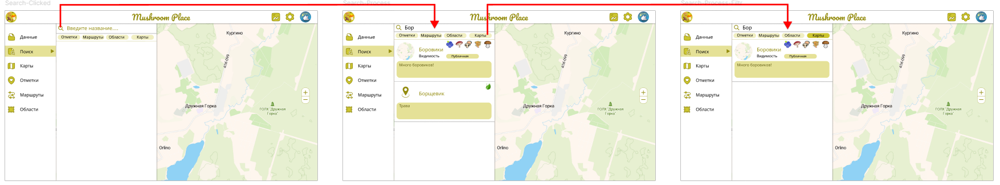 Search-Clicked
Mushroom Place
Введите название....
Отметки Маршруты Области Карты
Данные
Поиск
Карты
Отметки
Маршруты
Области
Кургино
41К-099
Дружная Горка
ГОЛХ "Дружная
Горка"
Orlino
Search-Process
Mushroom Place
Бор
Отметки Маршруты Области Карты
Данные
Поиск
Карты
Отметки
Маршруты
Области
Боровики
Видимость Публичная
Много боровиков!
Борщевик
Трава
Кургино
41К-099
Дружная Горка
ГОЛХ "Дружная
Горка"
Orlino
Search-Process-Filtr
Mushroom Place
Бор
Отметки Маршруты Области Карты
Данные
Поиск
Карты
Отметки
Маршруты
Области
Боровики
Видимость Публичная
Много боровиков!
Кургино
41К-099
Дружная Горка
ГОЛХ "Дружная
Горка"
Orlino